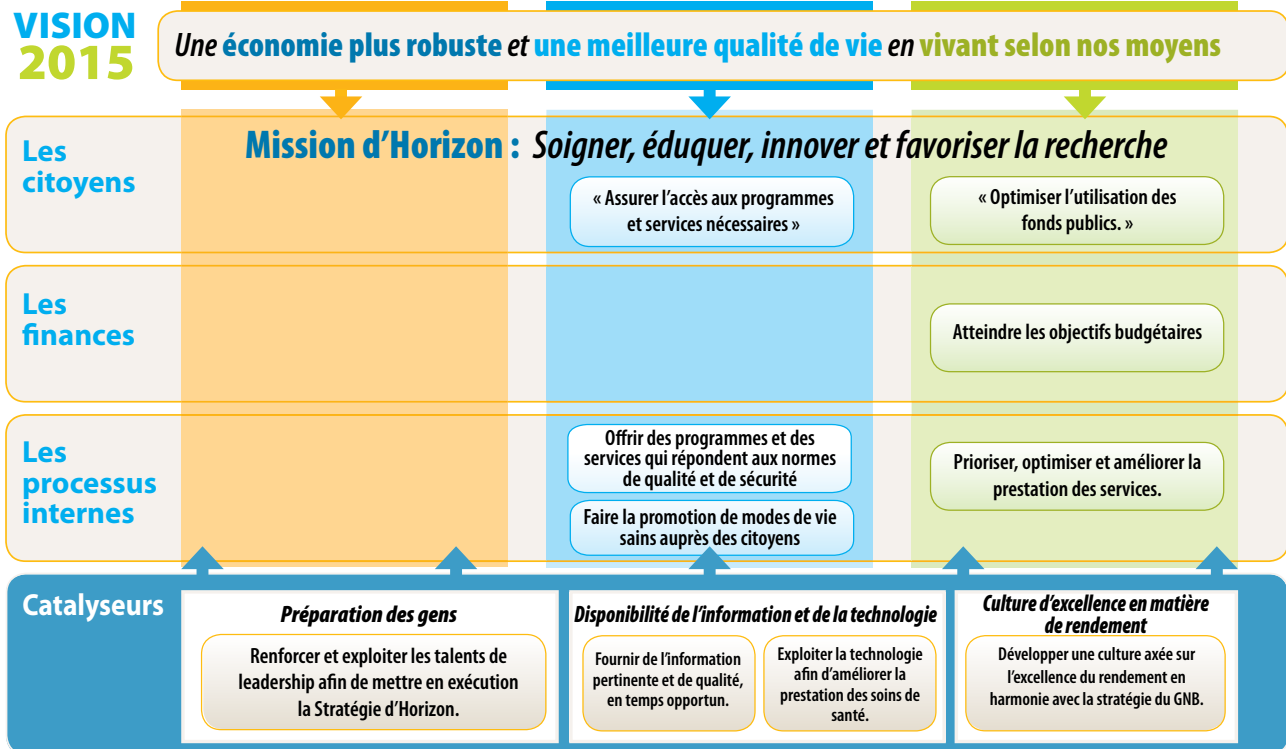 VISION
2015
Une économie plus robuste et une meilleure qualité de vie en vivant selon nos moyens
Les
citoyens
Mission d’Horizon : Soigner, éduquer, innover et favoriser la recherche
« Assurer l’accès aux programmes
et services nécessaires »
« Optimiser l’utilisation des
fonds publics. »
Les
finances
Atteindre les objectifs budgétaires
Les
processus
internes
Offrir des programmes et des
services qui répondent aux normes
de qualité et de sécurité
Faire la promotion de modes de vie
sains auprès des citoyens
Prioriser, optimiser et améliorer la
prestation des services.
Catalyseurs
Préparation des gens
Renforcer et exploiter les talents de
leadership afin de mettre en exécution
la Stratégie d’Horizon.
Disponibilité de l’information et de la technologie
Fournir de l’information
pertinente et de qualité,
en temps opportun.
Exploiter la technologie
afin d’améliorer la
prestation des soins de
santé.
Culture d’excellence en matière
de rendement
Développer une culture axée sur
l’excellence du rendement en
harmonie avec la stratégie du GNB.